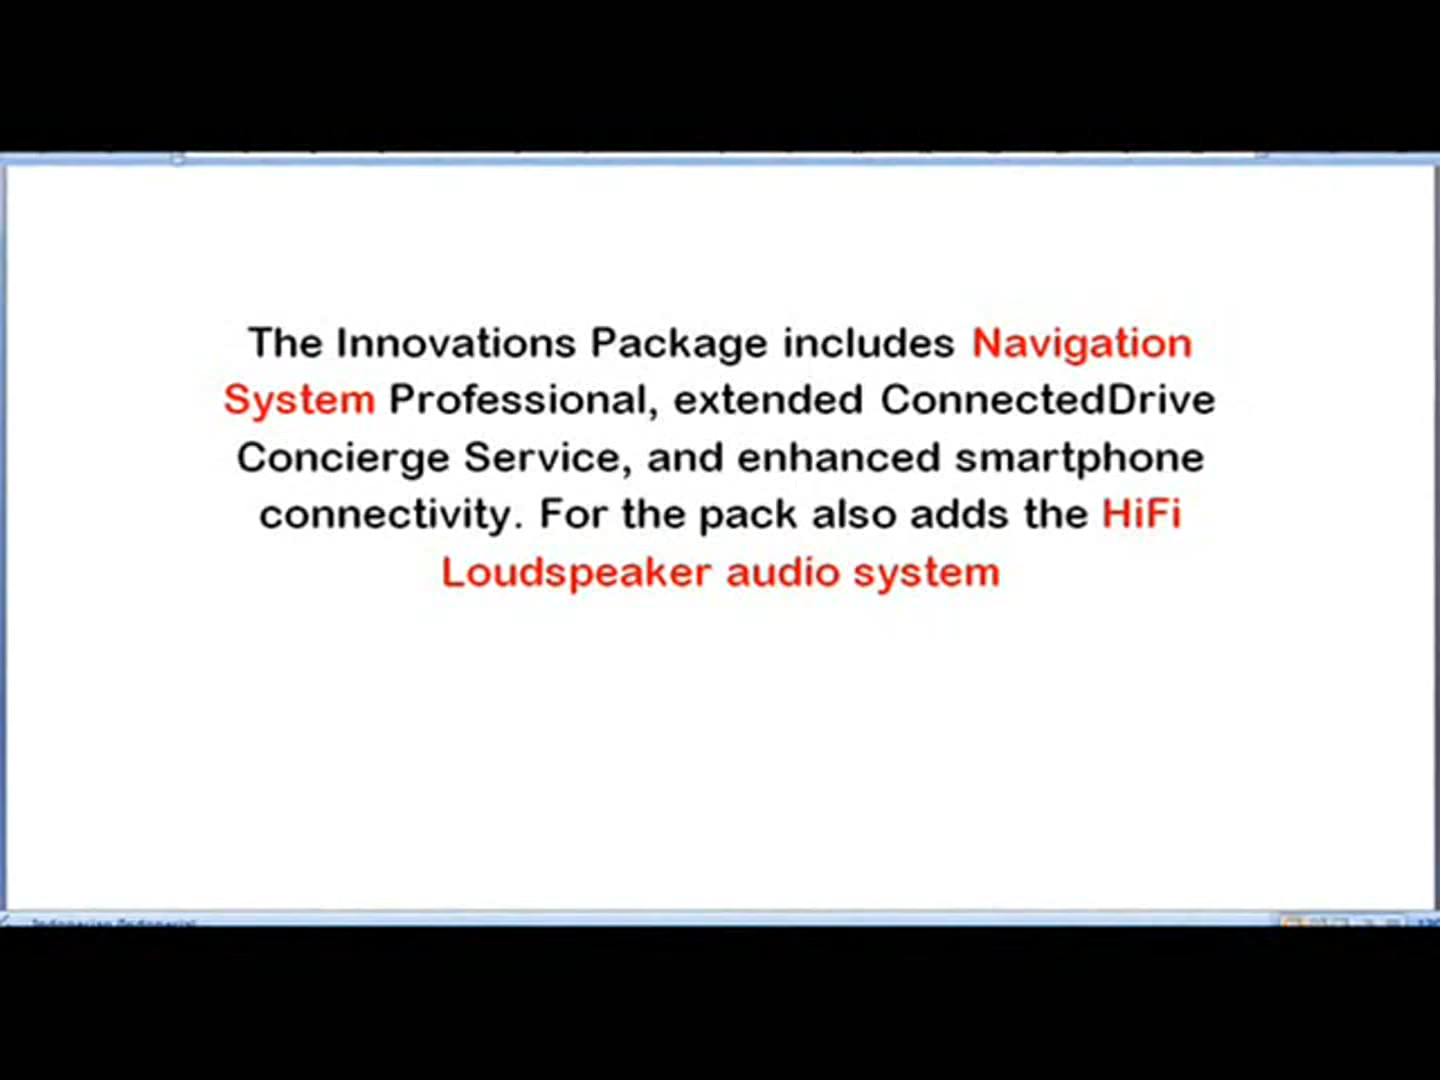 The Innovations Package includes Navigation
System Professional, extended ConnectedDrive
Concierge Service, and enhanced smartphone
connectivity. For the pack also adds the HiFi
Loudspeaker audio system